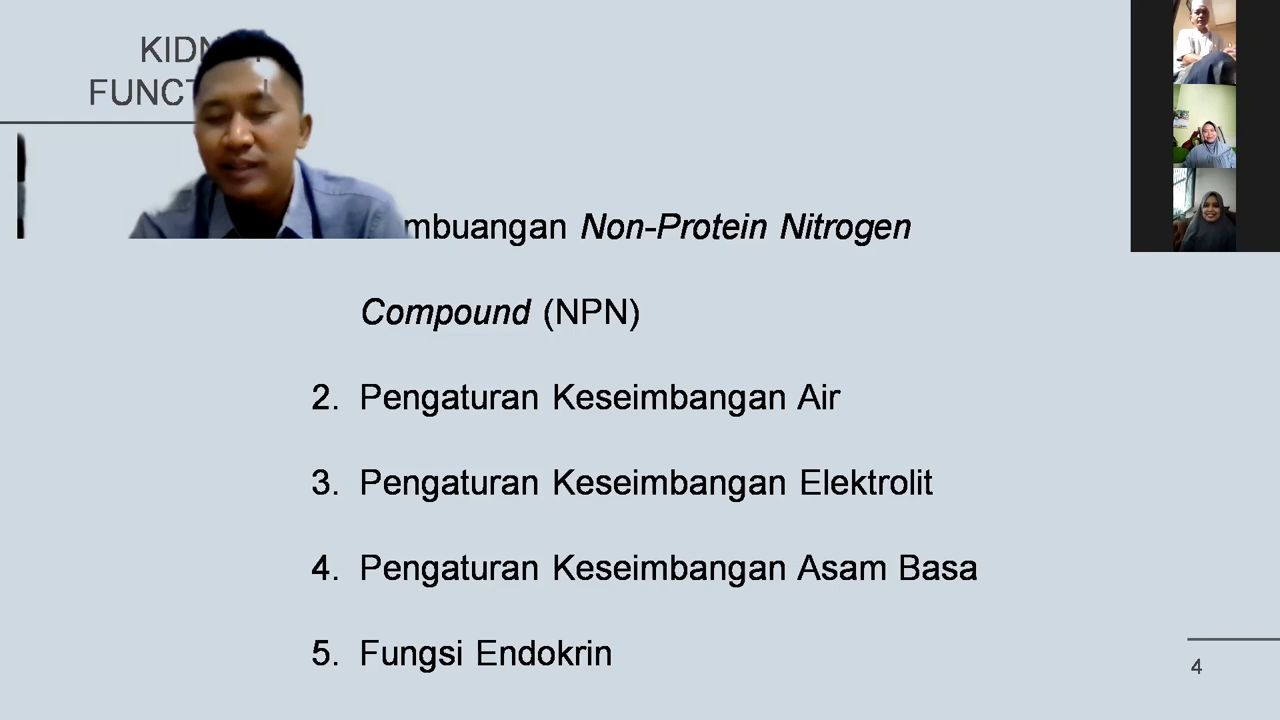 KIDN
FUNCT
mbuangan Non-Protein Nitrogen
Compound (NPN)
2. Pengaturan Keseimbangan Air
3. Pengaturan Keseimbangan Elektrolit
4. Pengaturan Keseimbangan Asam Basa
5. Fungsi Endokrin
4